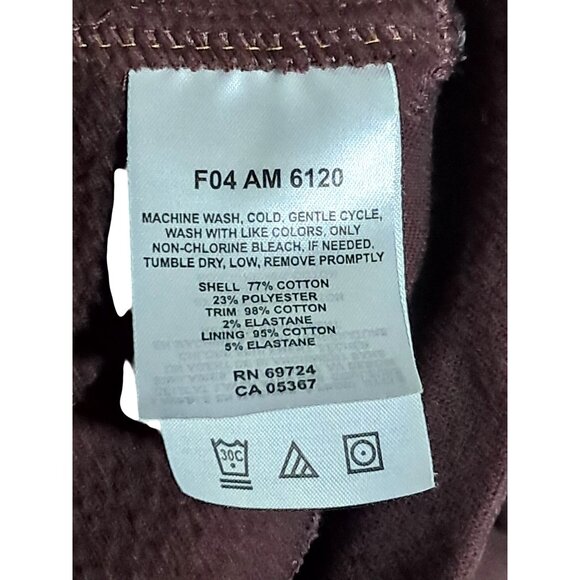 F04 AM 6120
MACHINE WASH, COLD, GENTLE CYCLE,
WASH WITH LIKE COLORS, ONLY
NON-CHLORINE BLEACH, IF NEEDED.
TUMBLE DRY, LOW, REMOVE PROMPTLY
SHELL 77% COTTON
23% POLYESTER
TRIM 98% COTTON
2% ELASTANE
LINING 95% COTTON
5% ELASTANE
RN 69724
CA 05367
30C